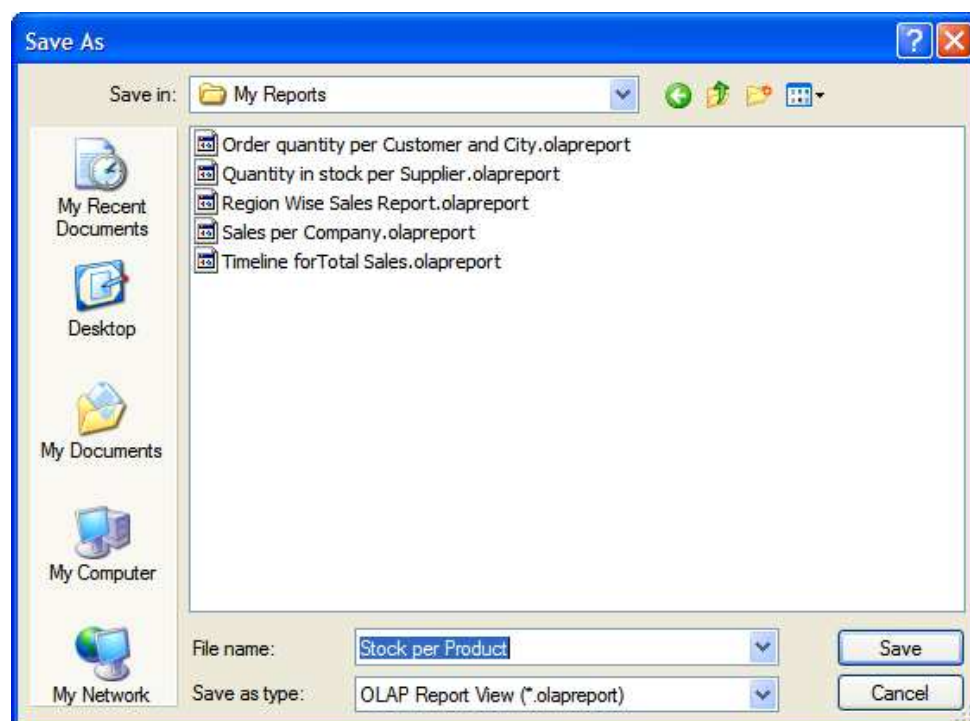 Save As
Save in: My Reports
Order quantity per Customer and City.olapreport
Quantity in stock per Supplier.olapreport
Region Wise Sales Report.olapreport
Sales per Company.olapreport
Timeline forTotal Sales.olapreport
My Recent
Documents
Desktop
My Documents
My Computer
My Network
File name: Stock per Product Save
Save as type: OLAP Report View (*.olapreport) Cancel